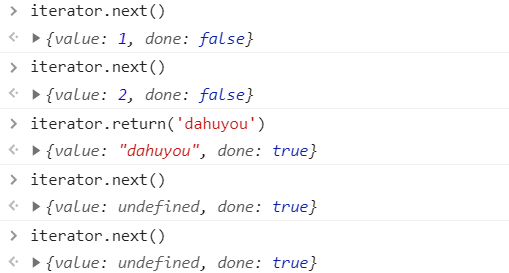 iterator.next()
{value: 1, done: false}
iterator.next()
{value: 2, done: false}
iterator.return('dahuyou')
{value: "dahuyou", done: true}
iterator.next()
{value: undefined, done: true}
iterator.next()
{value: undefined, done: true}